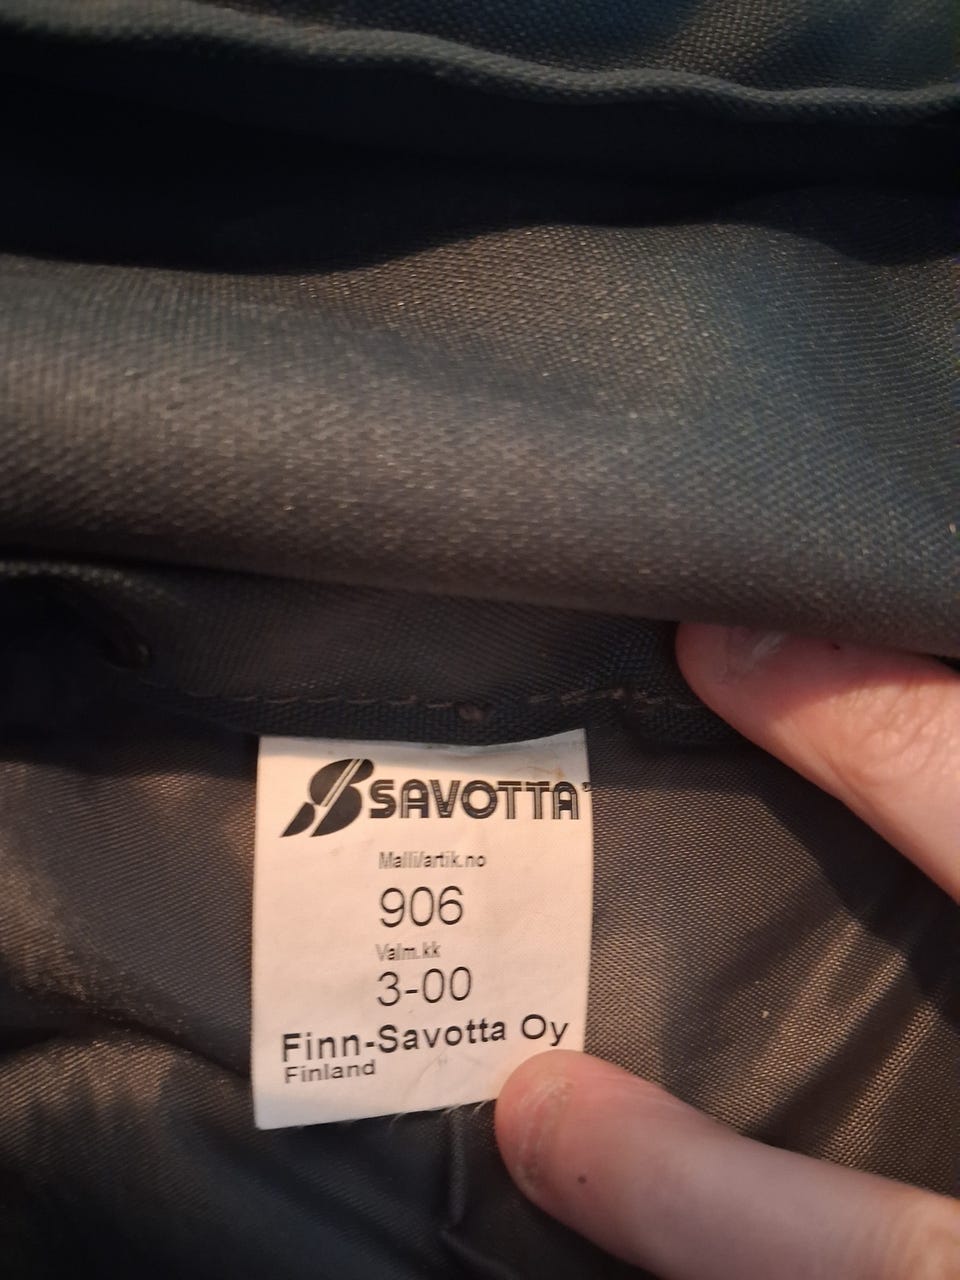 SAVOTTA
Malli/artik.no
906
Valm.kk
3-00
Finn-Savotta Oy
Finland